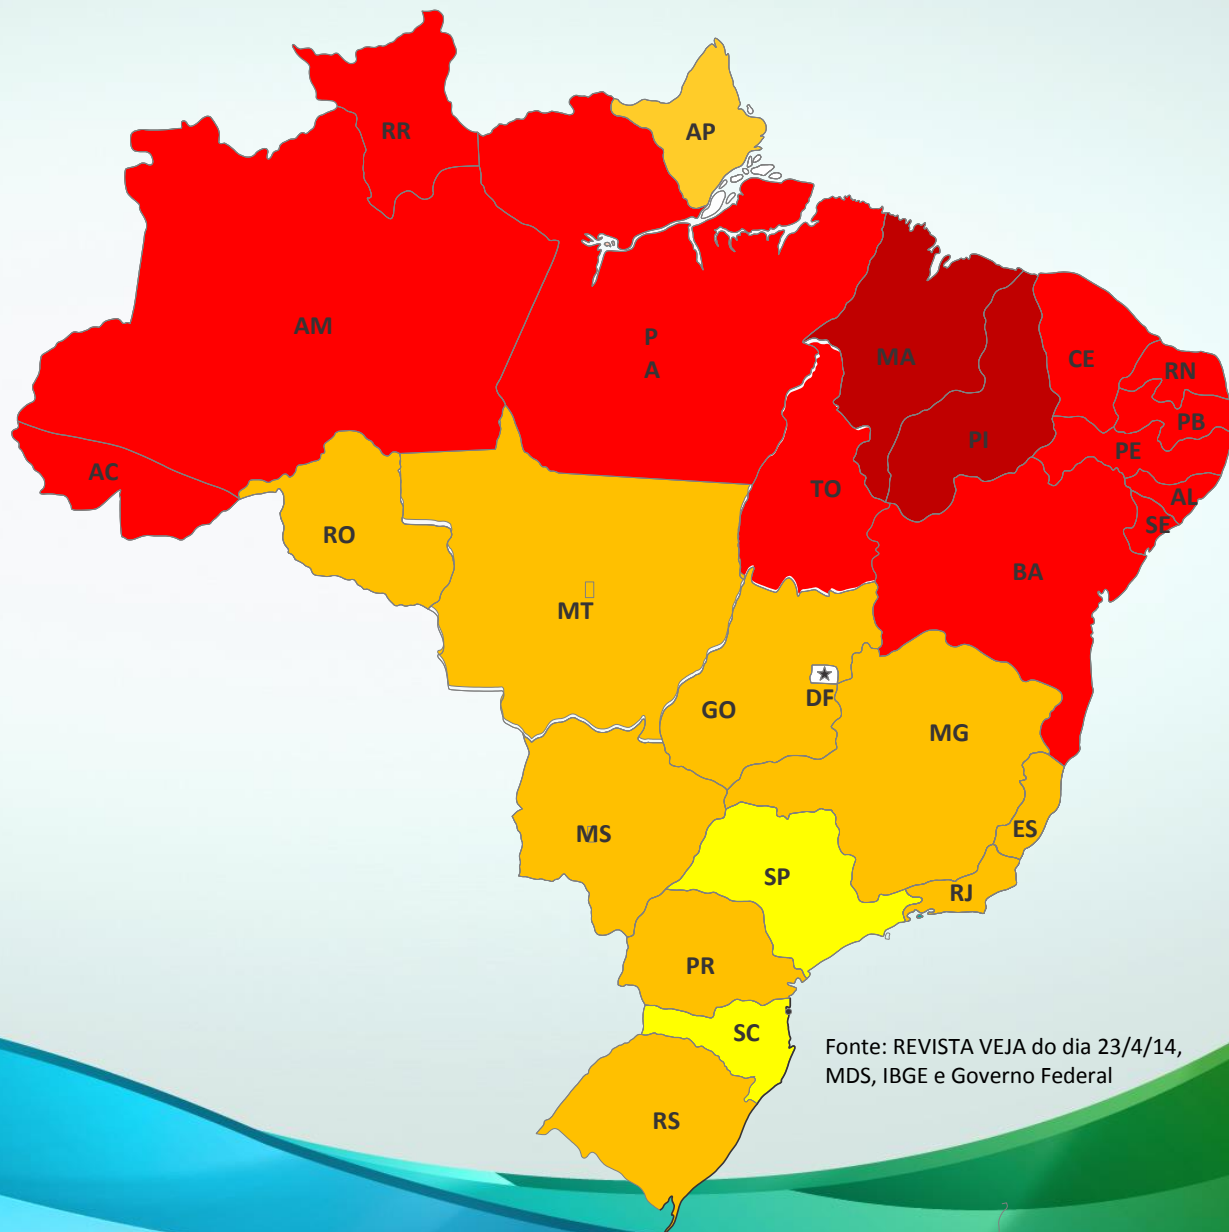 RR
AP
AM
P
A
MA
CE
RN
PB
PI
PE
AC
TO
AL
SE
RO
BA
MT
DF
GO
MG
MS
ES
SP
RJ
PR
SC
Fonte: REVISTA VEJA do dia 23/4/14,
MDS, IBGE e Governo Federal
RS